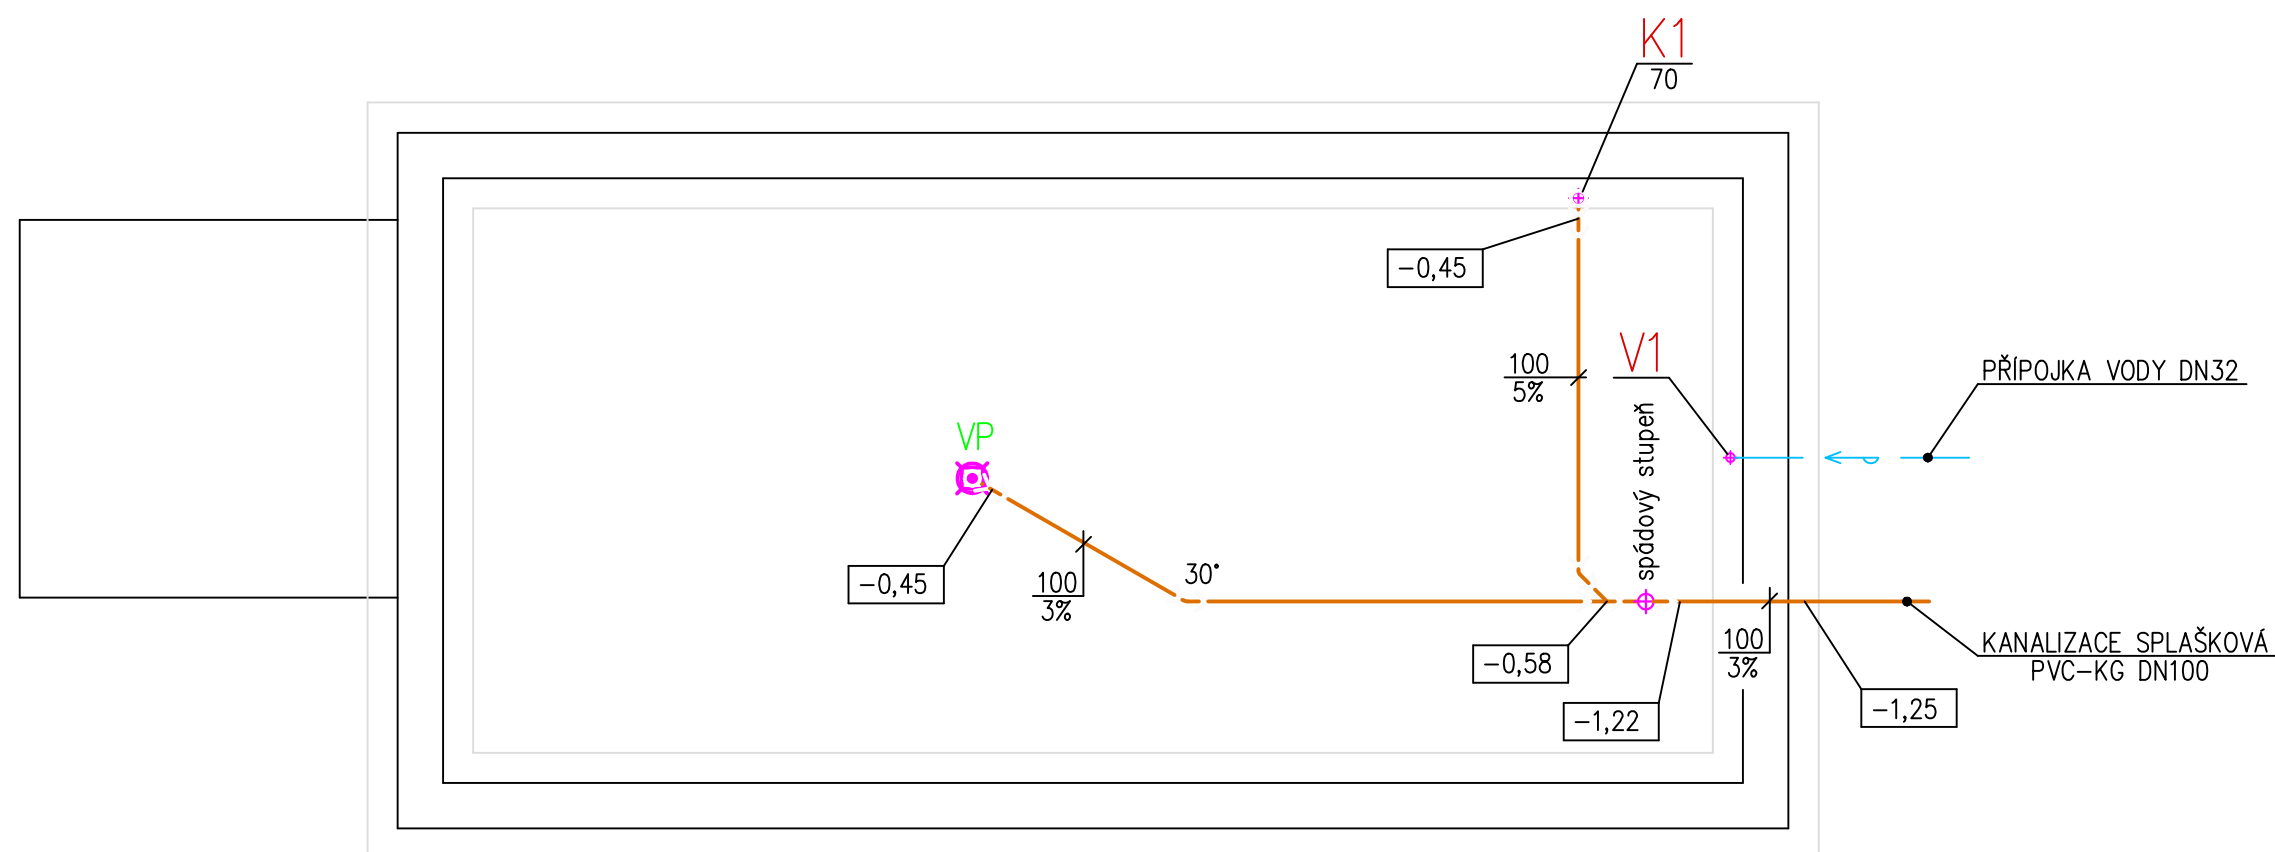 K1
70
-0,45
100
5%
V1
PŘÍPOJKA VODY DN32
spádový stupeň
VP
-0,45
100
3%
30°
-0,58
100
3%
KANALIZACE SPLAŠKOVÁ
PVC-KG DN100
-1,22
-1,25